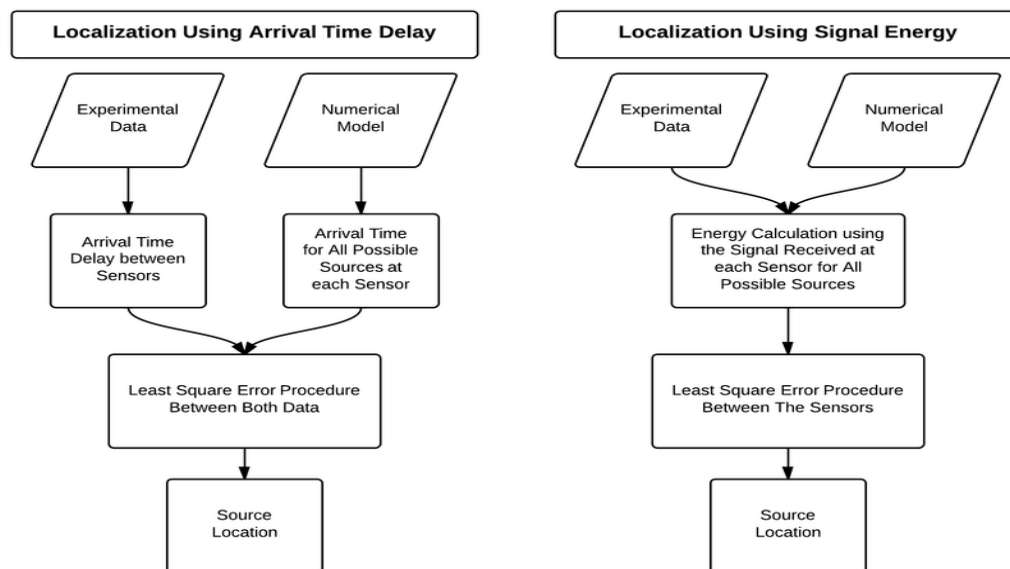 Localization Using Arrival Time Delay
Experimental
Data
Numerical
Model
Arrival Time
Delay between
Sensors
Arrival Time
for All Possible
Sources at
each Sensor
Least Square Error Procedure
Between Both Data
Source
Location
Localization Using Signal Energy
Experimental
Data
Numerical
Model
Energy Calculation using
the Signal Received at
each Sensor for All
Possible Sources
Least Square Error Procedure
Between The Sensors
Source
Location